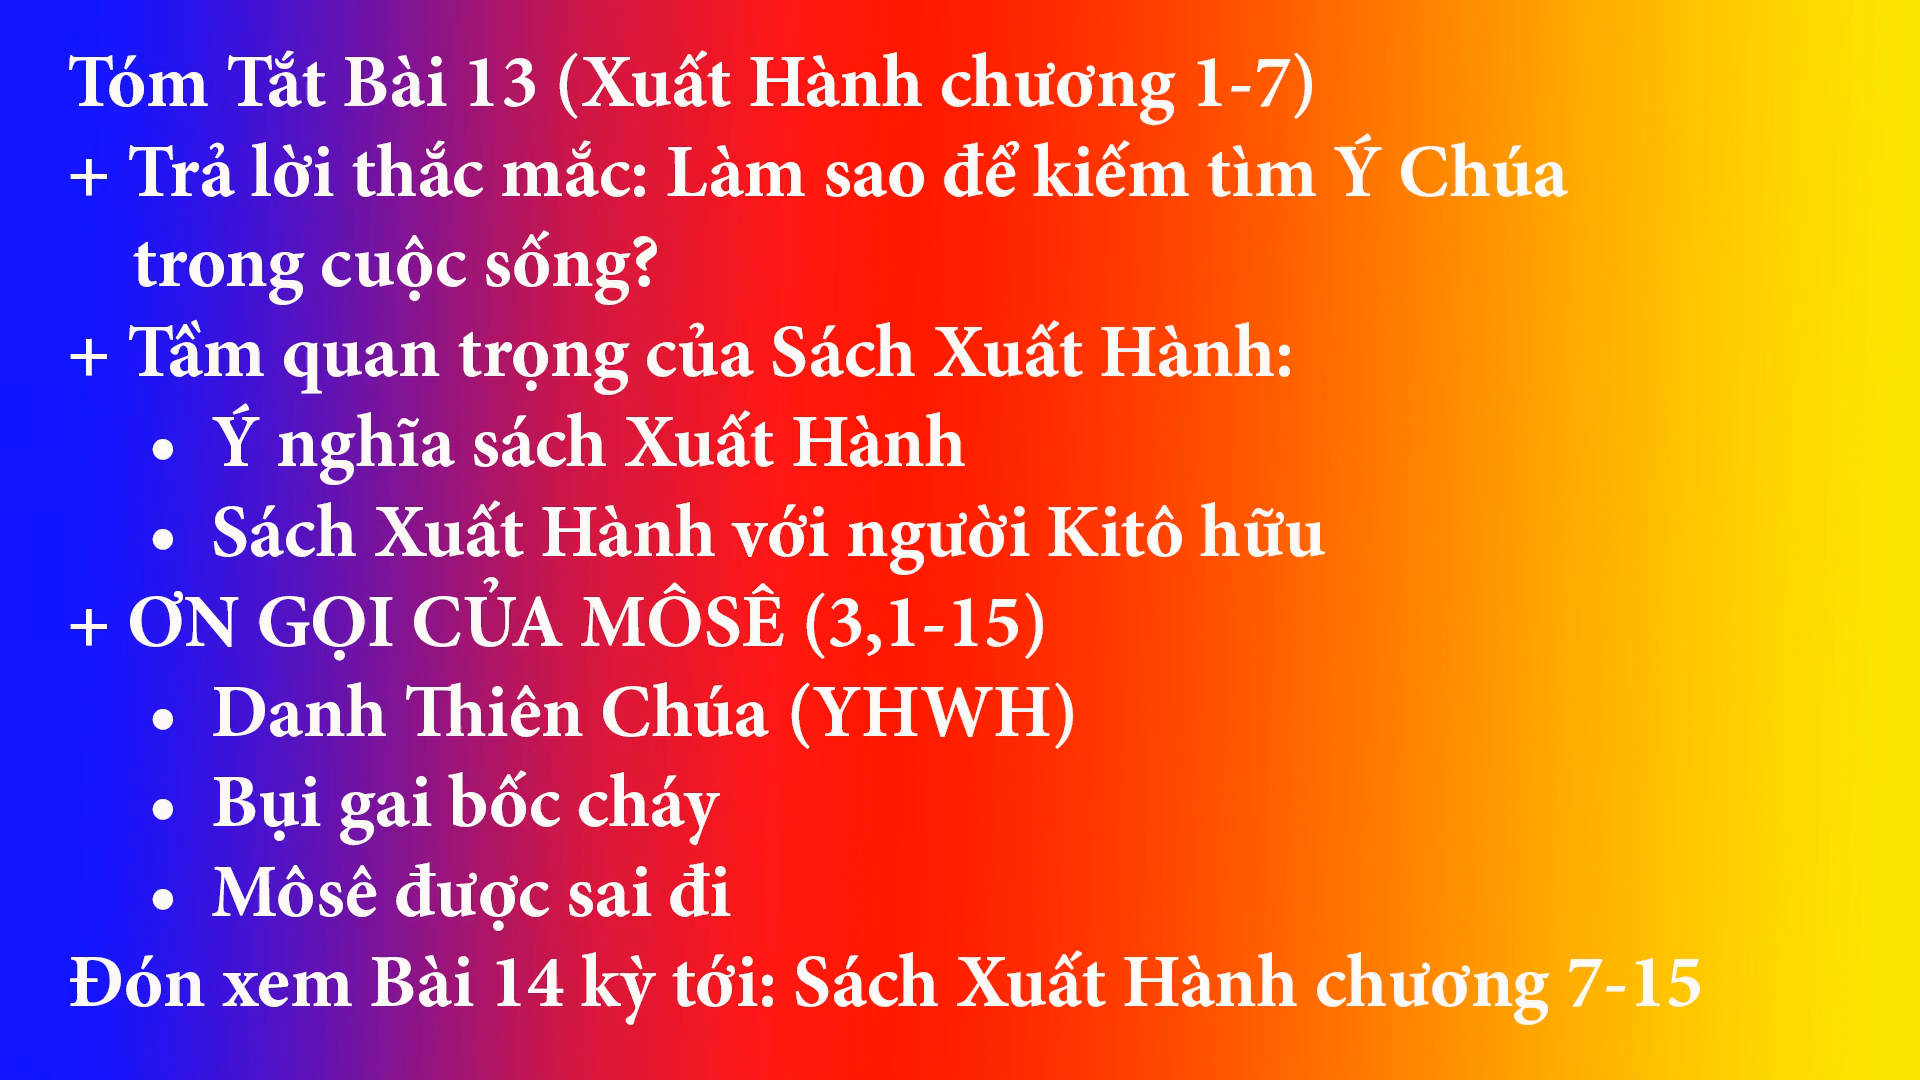 Tóm Tắt Bài 13 (Xuất Hành chương 1-7)
+ Trả lời thắc mắc: Làm sao để kiếm tìm Ý Chúa
trong cuộc sống?
+ Tầm quan trọng của Sách Xuất Hành:
• Ý nghĩa sách Xuất Hành
• Sách Xuất Hành với người Kitô hữu
+ ƠN GỌI CỦA MÔSÊ (3,1-15)
• Danh Thiên Chúa (YHWH)
• Bụi gai bốc cháy
• Môsê được sai đi
Đón xem Bài 14 kỳ tới: Sách Xuất Hành chương 7-15